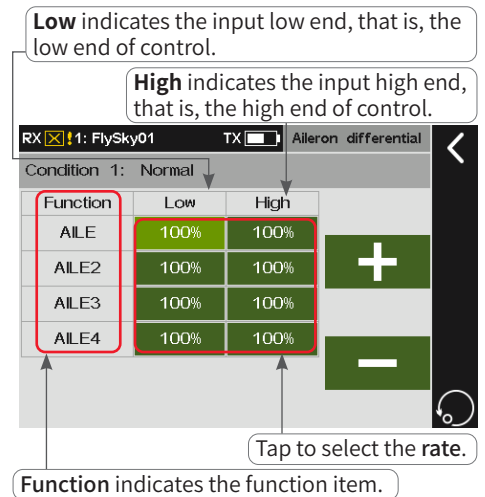 Low indicates the input low end, that is, the
low end of control.
High indicates the input high end,
that is, the high end of control.
RX !1: FlySky01 TX Aileron differential
Condition 1: Normal
Function Low High
AILE 100% 100%
AILE2 100% 100%
AILE3 100% 100%
AILE4 100% 100%
Tap to select the rate.
Function indicates the function item.